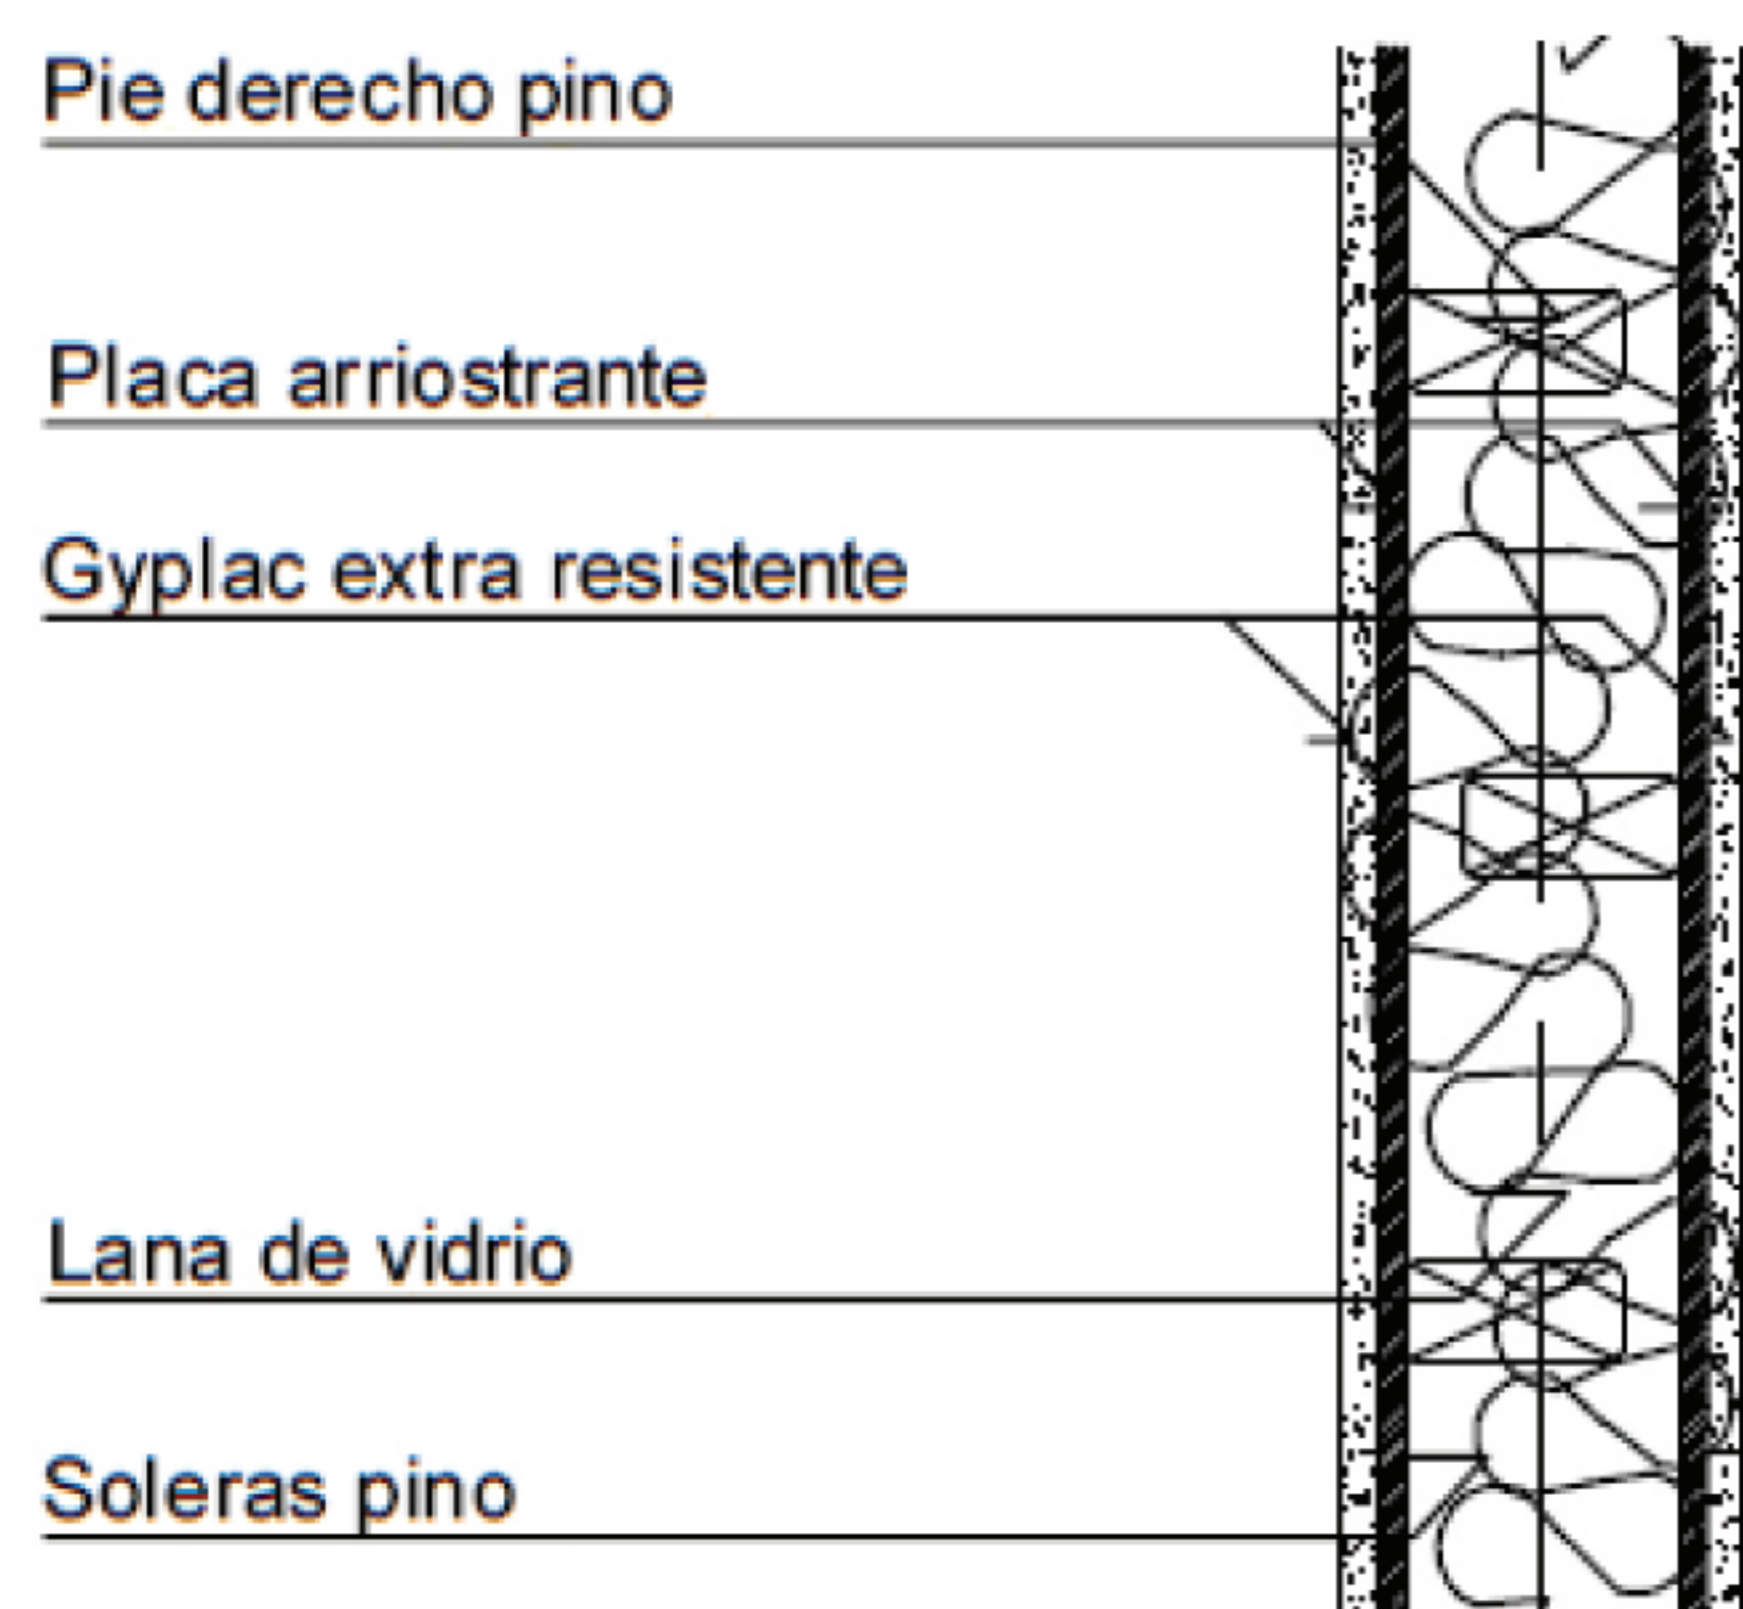 Pie derecho pino
Placa arriostrante
Gyplac extra resistente
Lana de vidrio
Soleras pino